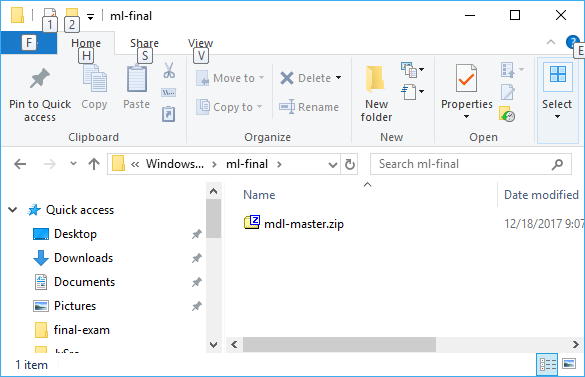 1 2 ml-final
F Home Share View
H S V E
Pin to Quick access
Copy
Paste
Clipboard
Move to
Copy to
Delete
Rename
Organize
New folder
New
Properties
Open
Select
« Windows... ml-final
Search ml-final
Name Date modified
Quick access
Desktop
Downloads
Documents
Pictures
final-exam
mdl-master.zip 12/18/2017 9:07
1 item